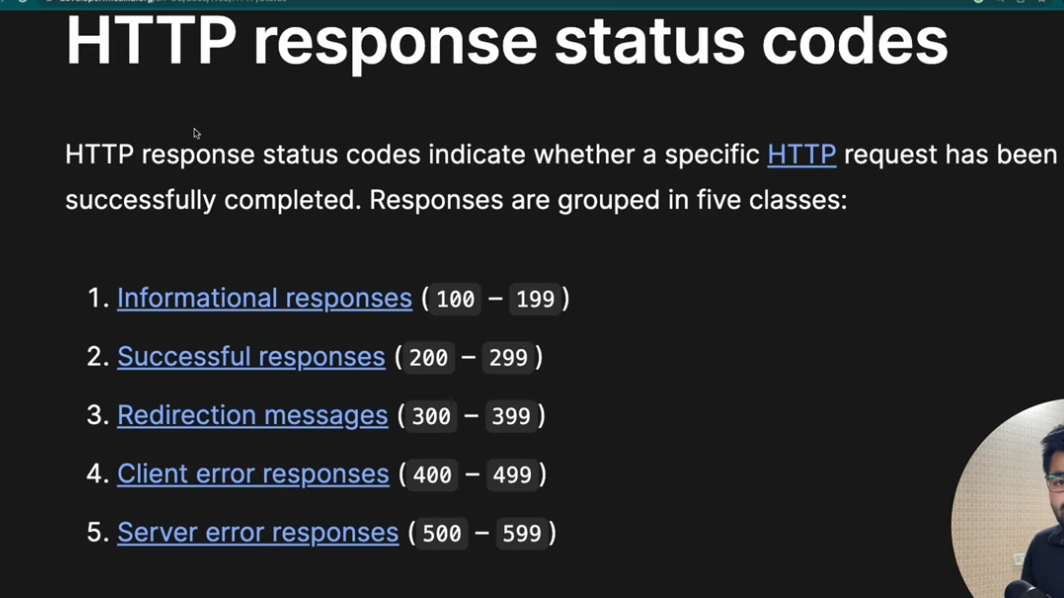 HTTP response status codes
HTTP response status codes indicate whether a specific HTTP request has been
successfully completed. Responses are grouped in five classes:
1. Informational responses (100 – 199)
2. Successful responses (200 – 299)
3. Redirection messages (300 – 399)
4. Client error responses (400 – 499)
5. Server error responses (500 – 599)